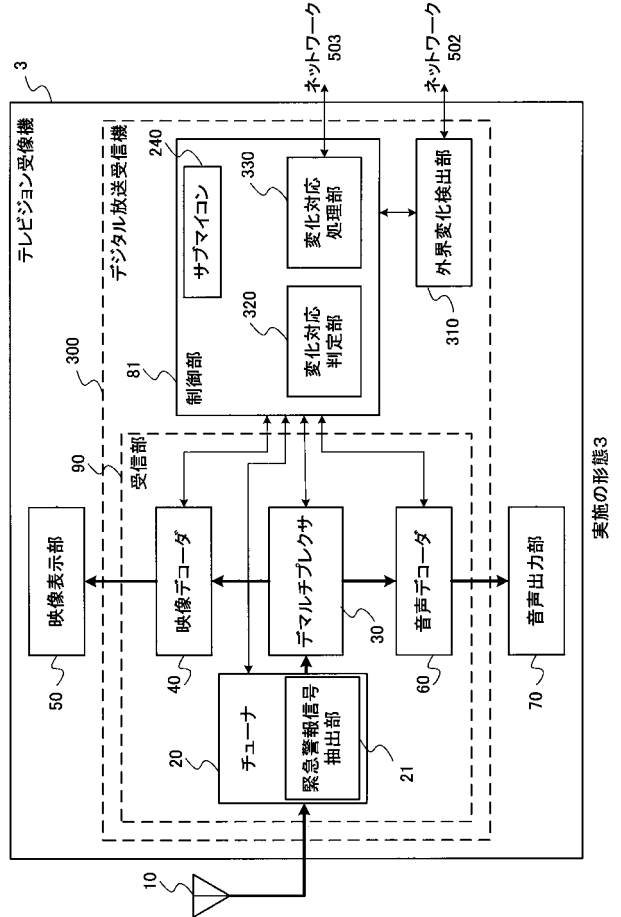 テレビジョン受像機
3
デジタル放送受信機
300
受信部
90
制御部
81
サブマイコン
240
変化対応
判定部
320
変化対応
処理部
330
ネットワーク
503
外界変化検出部
310
ネットワーク
502
映像表示部
50
映像デコーダ
40
チューナ
20
緊急警報信号
抽出部
21
デマルチプレクサ
30
音声デコーダ
60
音声出力部
70
10
実施の形態3